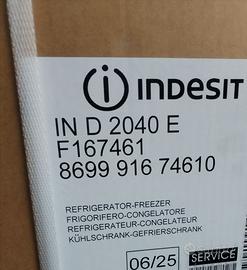 INDESIT
IN D 2040 E
F167461
8699 916 74610
REFRIGERATOR-FREEZER
FRIGORIFERO-CONGELATORE
REFRIGERATEUR-CONGELATEUR
KÜHLSCHRANK-GEFRIERSCHRANK
06/25
SERVICE